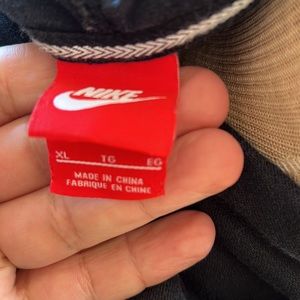 NIKE
XL TG EG
MADE IN CHINA
FABRIQUE EN CHINE